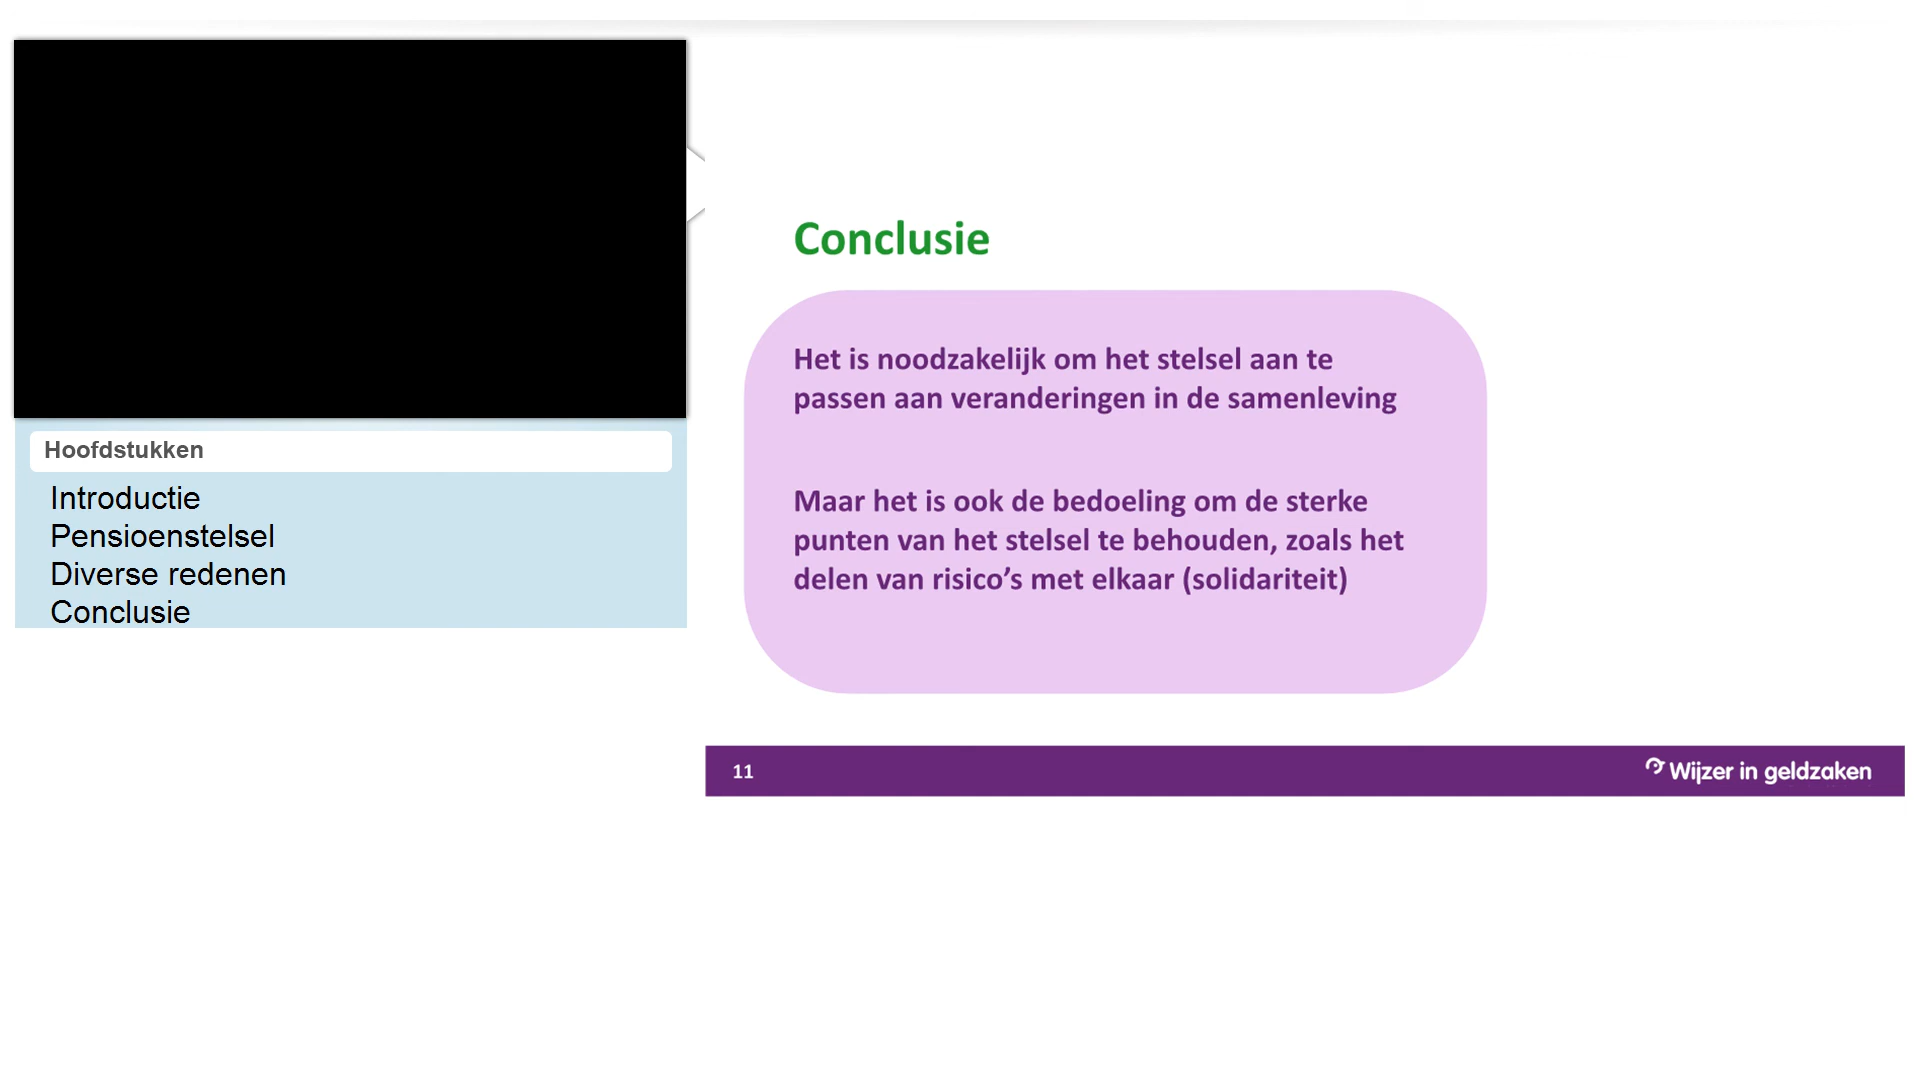 Hoofdstukken
Introductie
Pensioenstelsel
Diverse redenen
Conclusie
Conclusie
Het is noodzakelijk om het stelsel aan te
passen aan veranderingen in de samenleving
Maar het is ook de bedoeling om de sterke
punten van het stelsel te behouden, zoals het
delen van risico’s met elkaar (solidariteit)
11
Wijzer in geldzaken